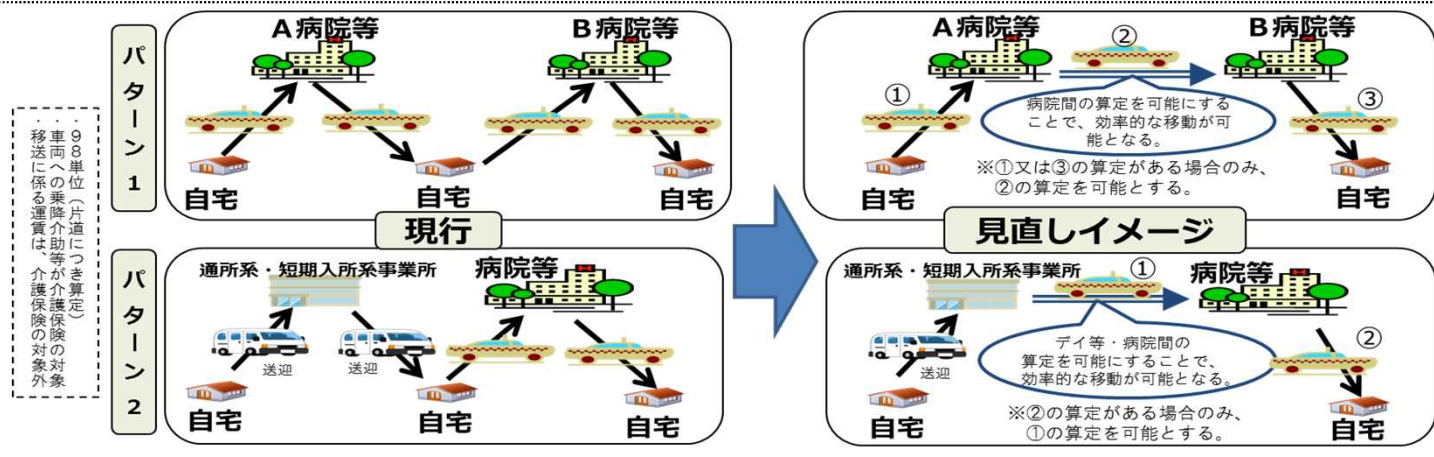 ・９８単位（片道につき算定）
・車両への乗降介助等が介護保険の対象
移送に係る運賃は、介護保険の対象外
パターン１
A病院等
B病院等
自宅
自宅
自宅
現行
パターン２
通所系・短期入所系事業所
病院等
送迎
送迎
自宅
自宅
自宅
A病院等
②
B病院等
①
③
病院間の算定を可能にする
ことで、効率的な移動が可
能となる。
※①又は③の算定がある場合のみ、
②の算定を可能とする。
自宅
自宅
見直しイメージ
通所系・短期入所系事業所
①
病院等
送迎
デイ等・病院間の
算定を可能にすることで、
効率的な移動が可能となる。
②
※②の算定がある場合のみ、
①の算定を可能とする。
自宅
自宅